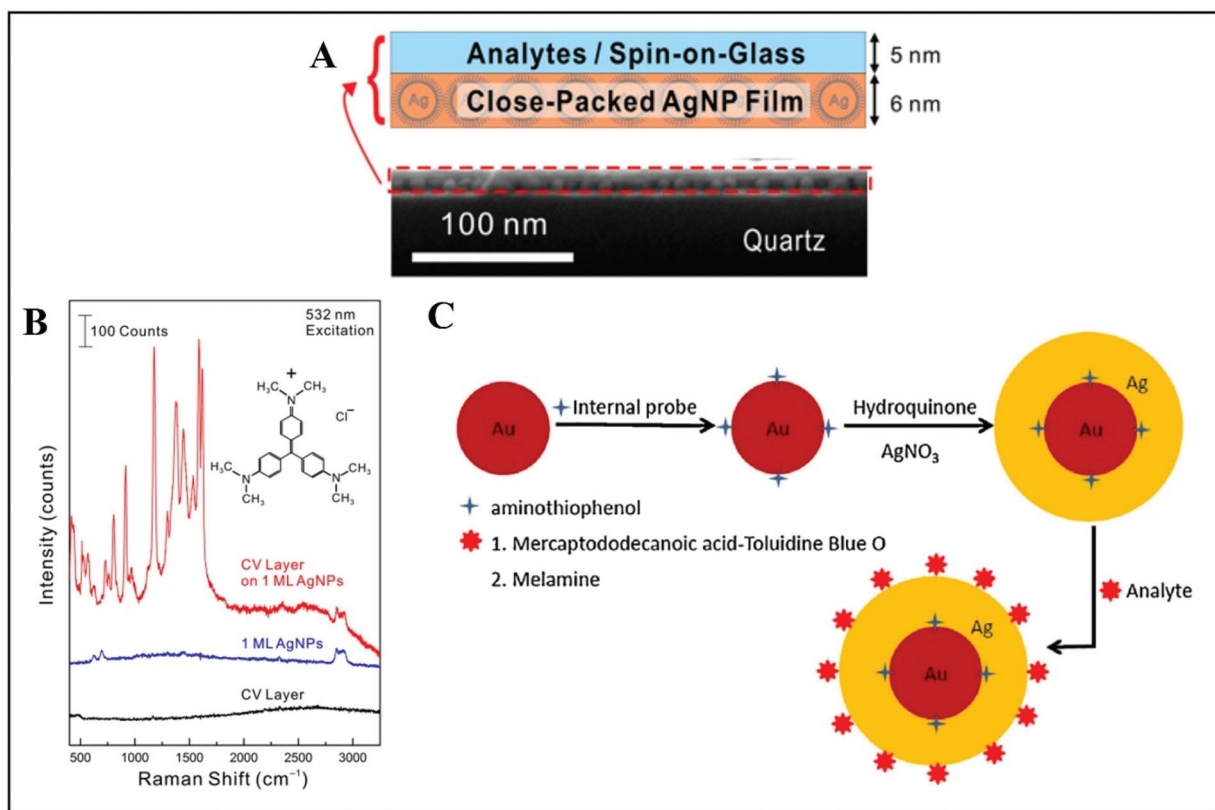 A
Analytes / Spin-on-Glass
5 nm
Ag
Close-Packed AgNP Film
Ag
6 nm
100 nm
Quartz
B
100 Counts
532 nm
Excitation
+
H₃C N CH₃
Cl⁻
H₃C N CH₃
N CH₃
CH₃
CV Layer
on 1 ML AgNPs
1 ML AgNPs
CV Layer
Intensity (counts)
500 1000 1500 2000 2500 3000
Raman Shift (cm⁻¹)
C
Au
Internal probe
Au
Hydroquinone
AgNO₃
Ag
Au
aminothiophenol
1. Mercaptododecanoic acid-Toluidine Blue O
2. Melamine
Analyte
Ag
Au